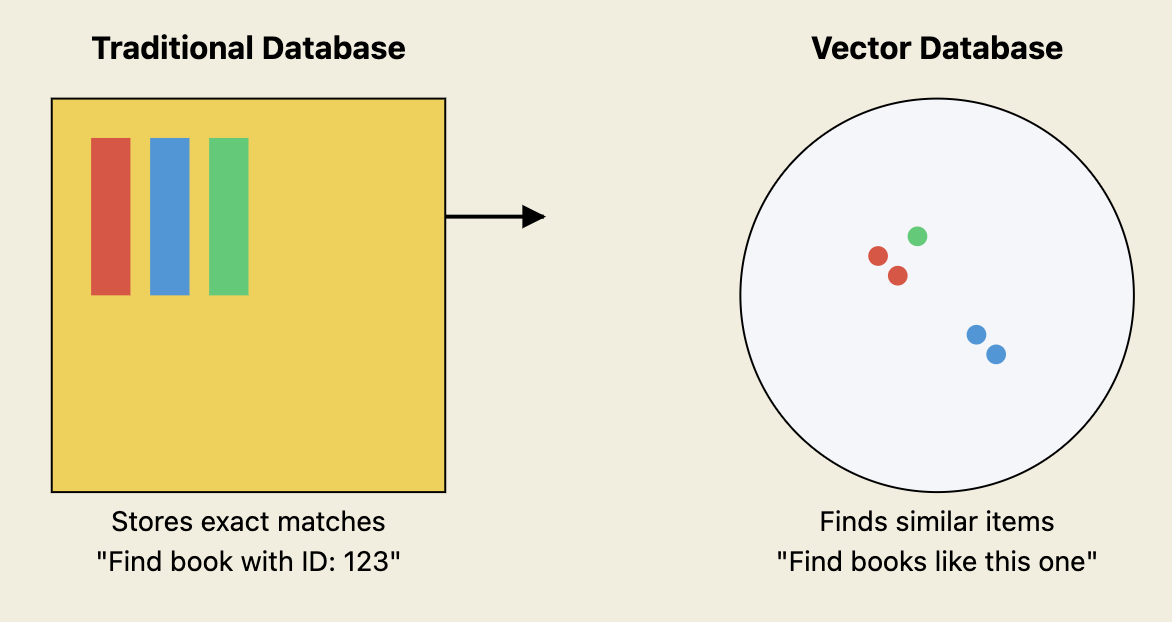 Traditional Database
Vector Database
Stores exact matches
"Find book with ID: 123"
Finds similar items
"Find books like this one"